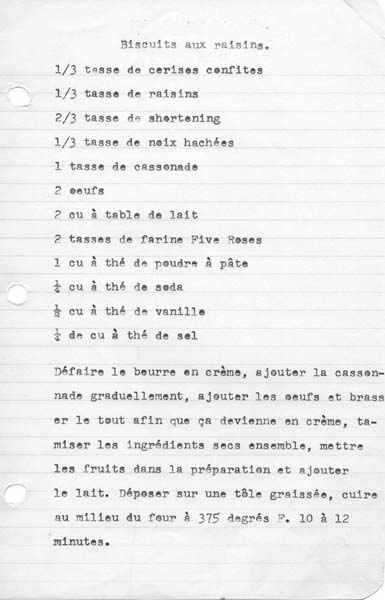 Biscuits aux raisins.
1/3 tasse de cerises confites
1/3 tasse de raisins
2/3 tasse de shortening
1/3 tasse de noix hachées
1 tasse de cassonade
2 oeufs
2 cu à table de lait
2 tasses de farine Five Roses
1 cu à thé de poudre à pâte
¼ cu à thé de soda
½ cu à thé de vanille
¼ de cu à thé de sel
Défaire le beurre en crème, ajouter la casson-
nade graduellement, ajouter les oeufs et brass
er le tout afin que ça devienne en crème, ta-
miser les ingrédients secs ensemble, mettre
les fruits dans la préparation et ajouter
le lait. Déposer sur une tôle graissée, cuire
au milieu du four à 375 degrés F. 10 à 12
minutes.